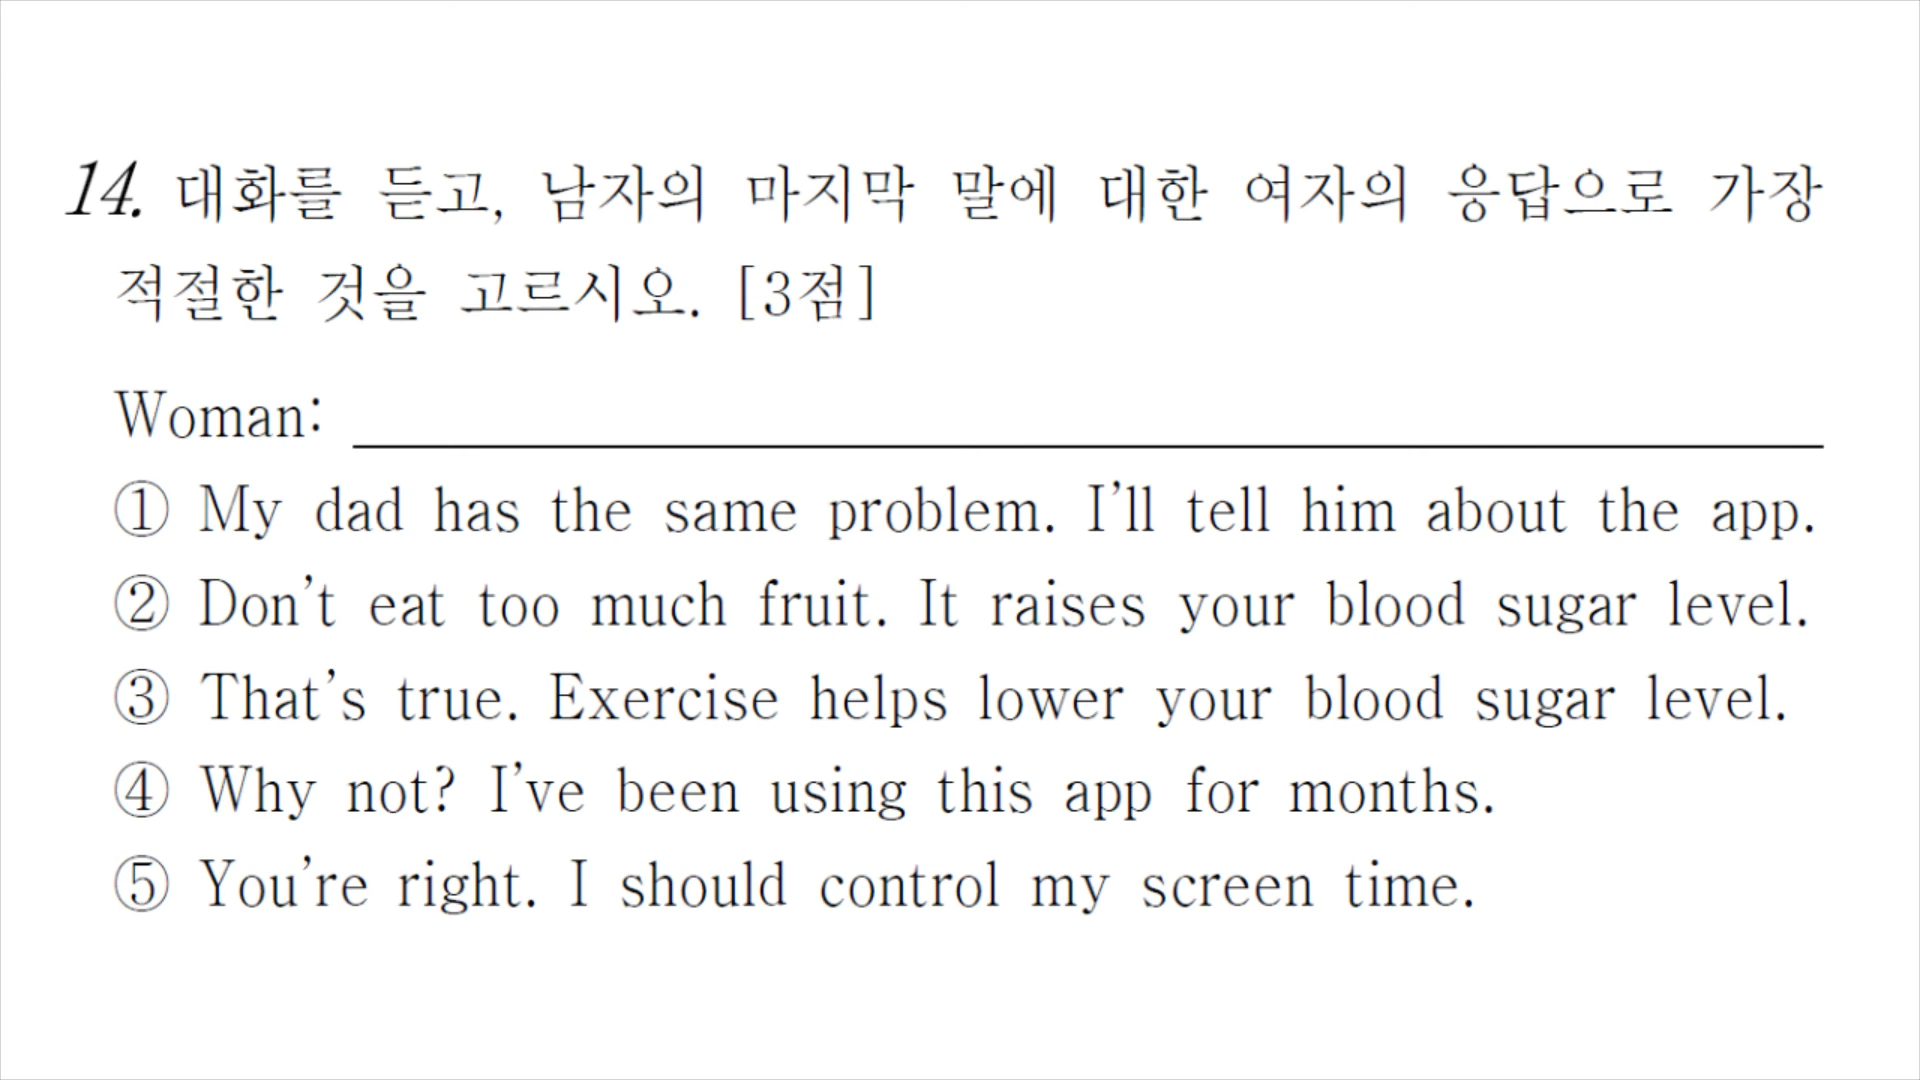 14. 대화를 듣고, 남자의 마지막 말에 대한 여자의 응답으로 가장
적절한 것을 고르시오. [3점]
Woman:
① My dad has the same problem. I'll tell him about the app.
② Don't eat too much fruit. It raises your blood sugar level.
③ That's true. Exercise helps lower your blood sugar level.
④ Why not? I've been using this app for months.
⑤ You're right. I should control my screen time.